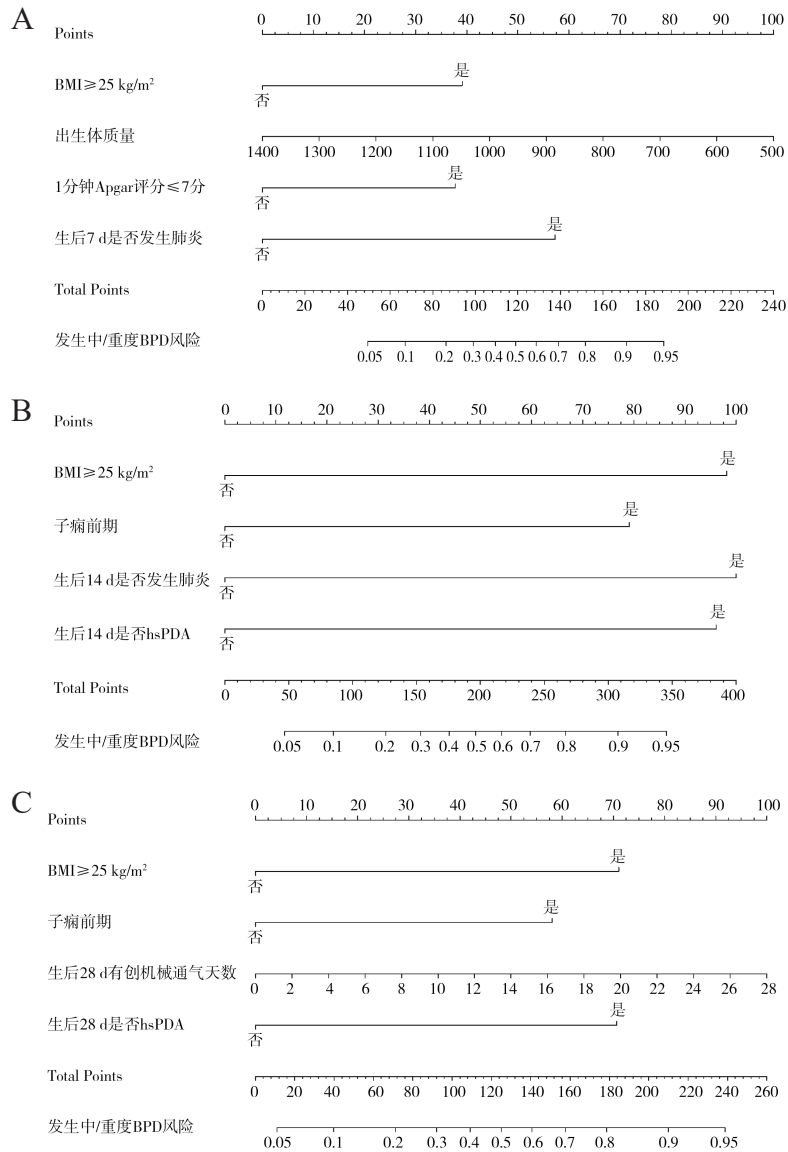 A
Points
0 10 20 30 40 50 60 70 80 90 100
BMI≥25 kg/m²
是
否
出生体质量
1400 1300 1200 1100 1000 900 800 700 600 500
1分钟Apgar评分≤7分
是
否
生后7 d是否发生肺炎
是
否
Total Points
0 20 40 60 80 100 120 140 160 180 200 220 240
发生中/重度BPD风险
0.05 0.1 0.2 0.3 0.4 0.5 0.6 0.7 0.8 0.9 0.95
B
Points
0 10 20 30 40 50 60 70 80 90 100
BMI≥25 kg/m²
是
否
子痫前期
是
否
生后14 d是否发生肺炎
是
否
生后14 d是否hsPDA
是
否
Total Points
0 50 100 150 200 250 300 350 400
发生中/重度BPD风险
0.05 0.1 0.2 0.3 0.4 0.5 0.6 0.7 0.8 0.9 0.95
C
Points
0 10 20 30 40 50 60 70 80 90 100
BMI≥25 kg/m²
是
否
子痫前期
是
否
生后28 d有创机械通气天数
0 2 4 6 8 10 12 14 16 18 20 22 24 26 28
生后28 d是否hsPDA
是
否
Total Points
0 20 40 60 80 100 120 140 160 180 200 220 240 260
发生中/重度BPD风险
0.05 0.1 0.2 0.3 0.4 0.5 0.6 0.7 0.8 0.9 0.95